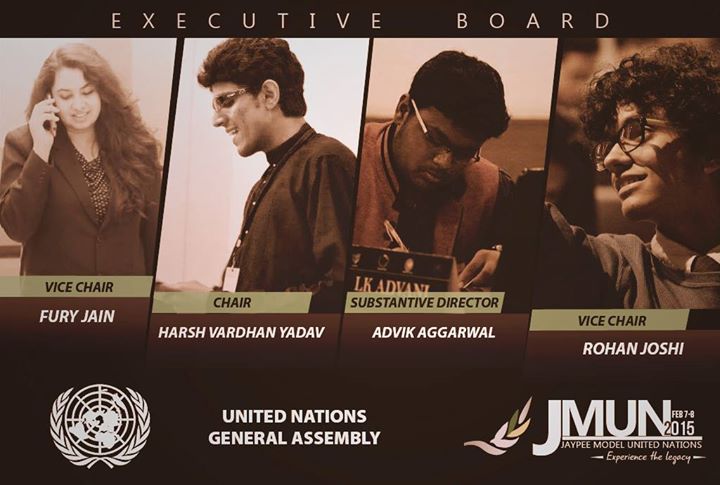 EXECUTIVE BOARD
VICE CHAIR
FURY JAIN
CHAIR
HARSH VARDHAN YADAV
LK ADVANI
SUBSTANTIVE DIRECTOR
ADVIK AGGARWAL
VICE CHAIR
ROHAN JOSHI
UNITED NATIONS
GENERAL ASSEMBLY
JMUN FEB 7-8
2015
JAYPEE MODEL UNITED NATIONS
Experience the legacy